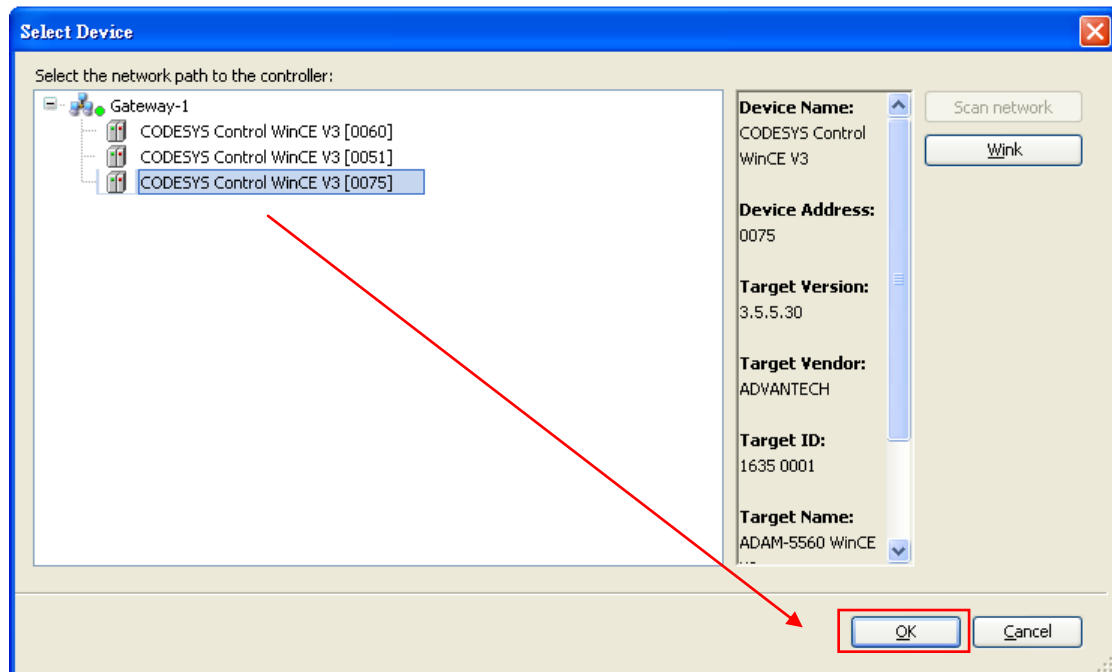 Select Device
Select the network path to the controller:
Gateway-1
CODESYS Control WinCE V3 [0060]
CODESYS Control WinCE V3 [0051]
CODESYS Control WinCE V3 [0075]
Device Name:
CODESYS Control
WinCE V3
Device Address:
0075
Target Version:
3.5.5.30
Target Vendor:
ADVANTECH
Target ID:
1635 0001
Target Name:
ADAM-5560 WinCE
Scan network
Wink
OK
Cancel